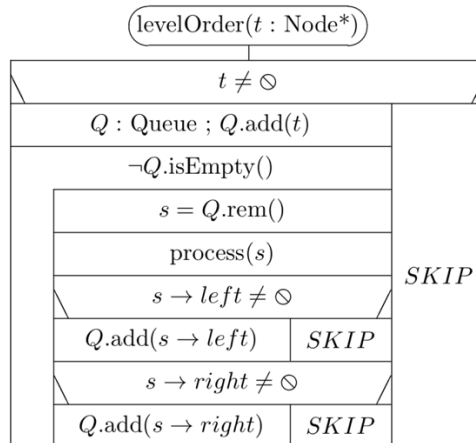 levelOrder(t : Node*)
t ≠ ⦸
Q : Queue ; Q.add(t)
¬Q.isEmpty()
s = Q.rem()
process(s)
SKIP
s → left ≠ ⦸
Q.add(s → left) SKIP
s → right ≠ ⦸
Q.add(s → right) SKIP